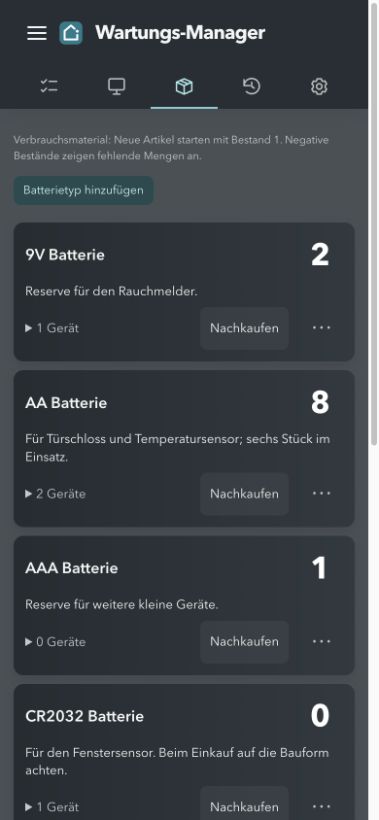 Wartungs-Manager
Verbrauchsmaterial: Neue Artikel starten mit Bestand 1. Negative
Bestände zeigen fehlende Mengen an.
Batterietyp hinzufügen
9V Batterie
2
Reserve für den Rauchmelder.
1 Gerät
Nachkaufen
AA Batterie
8
Für Türschloss und Temperatursensor; sechs Stück im
Einsatz.
2 Geräte
Nachkaufen
AAA Batterie
1
Reserve für weitere kleine Geräte.
0 Geräte
Nachkaufen
CR2032 Batterie
0
Für den Fenstersensor. Beim Einkauf auf die Bauform
achten.
1 Gerät
Nachkaufen